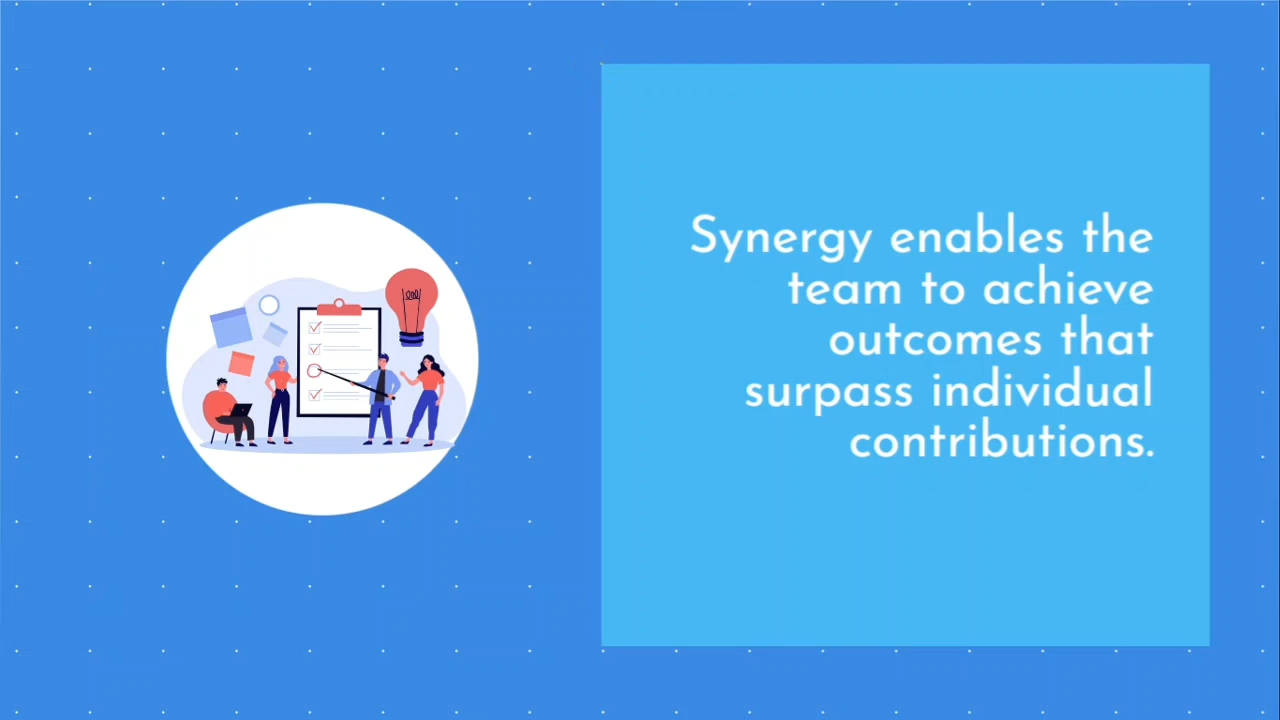 Synergy enables the
team to achieve
outcomes that
surpass individual
contributions.